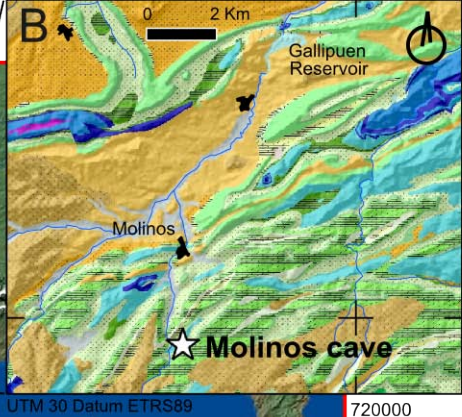 B
0 2 Km
Gallipuen
Reservoir
Molinos
Molinos cave
UTM 30 Datum ETRS89
720000